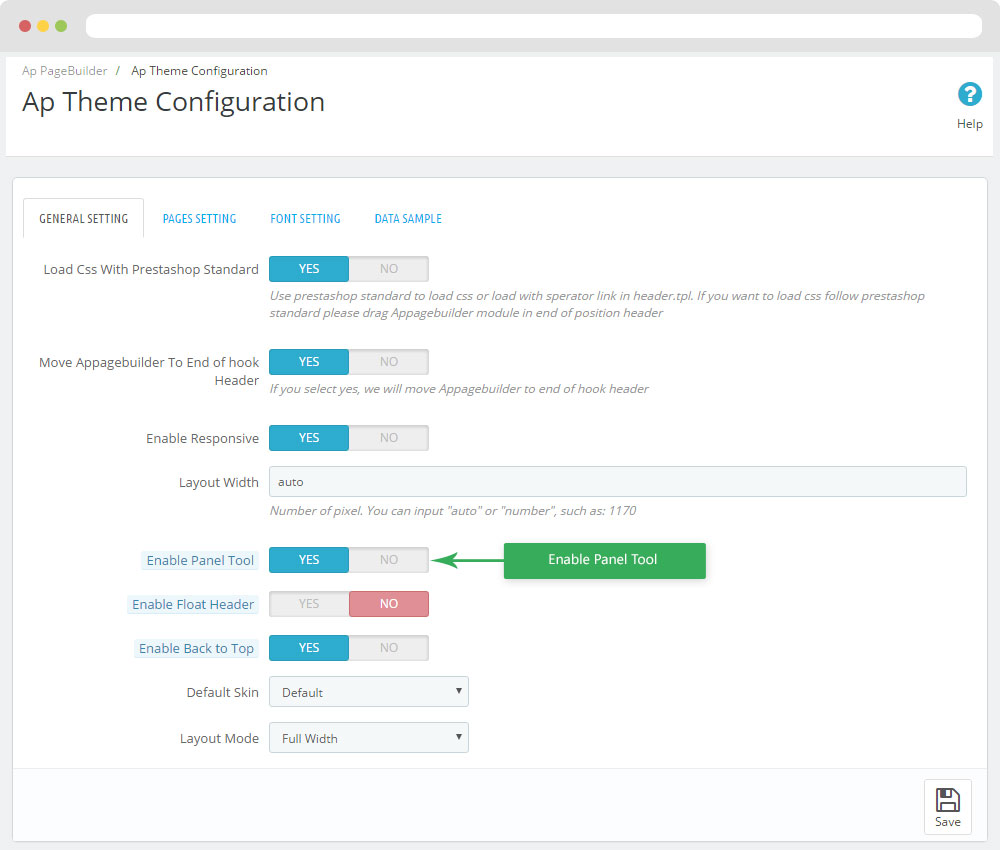 Ap PageBuilder / Ap Theme Configuration
Ap Theme Configuration
?
Help
GENERAL SETTING PAGES SETTING FONT SETTING DATA SAMPLE
Load Css With Prestashop Standard YES NO
Use prestashop standard to load css or load with sperator link in header.tpl. If you want to load css follow prestashop
standard please drag Appagebuilder module in end of position header
Move Appagebuilder To End of hook YES NO
Header
If you select yes, we will move Appagebuilder to end of hook header
Enable Responsive YES NO
Layout Width auto
Number of pixel. You can input "auto" or "number", such as: 1170
Enable Panel Tool YES NO Enable Panel Tool
Enable Float Header YES NO
Enable Back to Top YES NO
Default Skin Default
Layout Mode Full Width
Save